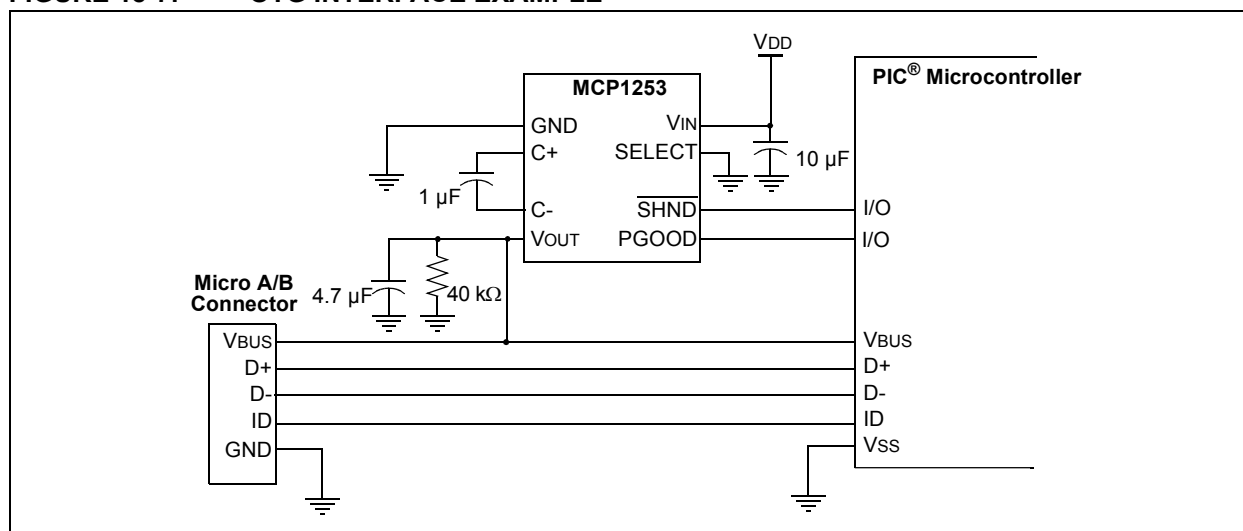 VDD
PIC® Microcontroller
MCP1253
GND
VIN
C+
SELECT
10 µF
1 µF
C-
SHND
I/O
VOUT
PGOOD
I/O
Micro A/B
Connector
4.7 µF
40 kΩ
VBUS
VBUS
D+
D+
D-
D-
ID
ID
GND
VSS